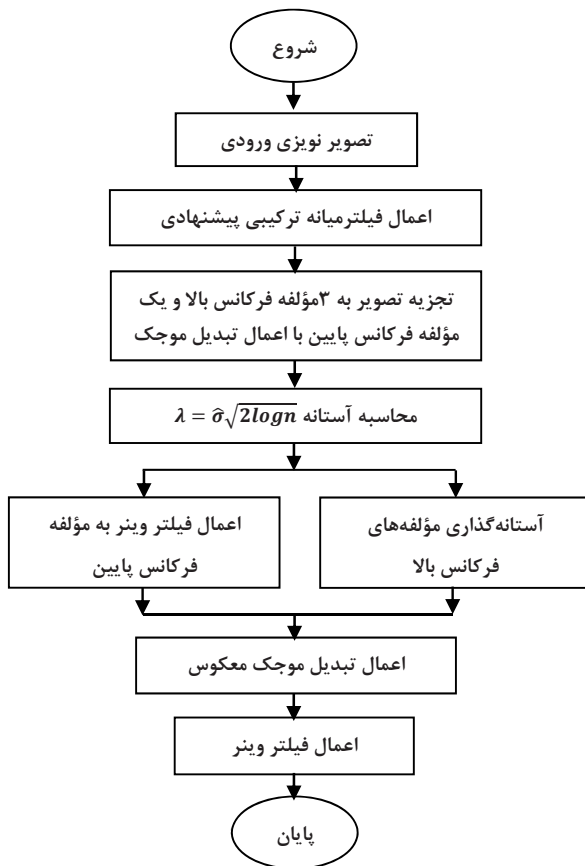 شروع
تصویر نویزی ورودی
اعمال فیلترمیانه ترکیبی پیشنهادی
تجزیه تصویر به ۳مؤلفه فرکانس بالا و یک
مؤلفه فرکانس پایین با اعمال تبدیل موجک
محاسبه آستانه λ = σ̂√2logn
آستانه‌گذاری مؤلفه‌های
فرکانس بالا
اعمال فیلتر وینر به مؤلفه
فرکانس پایین
اعمال تبدیل موجک معکوس
اعمال فیلتر وینر
پایان